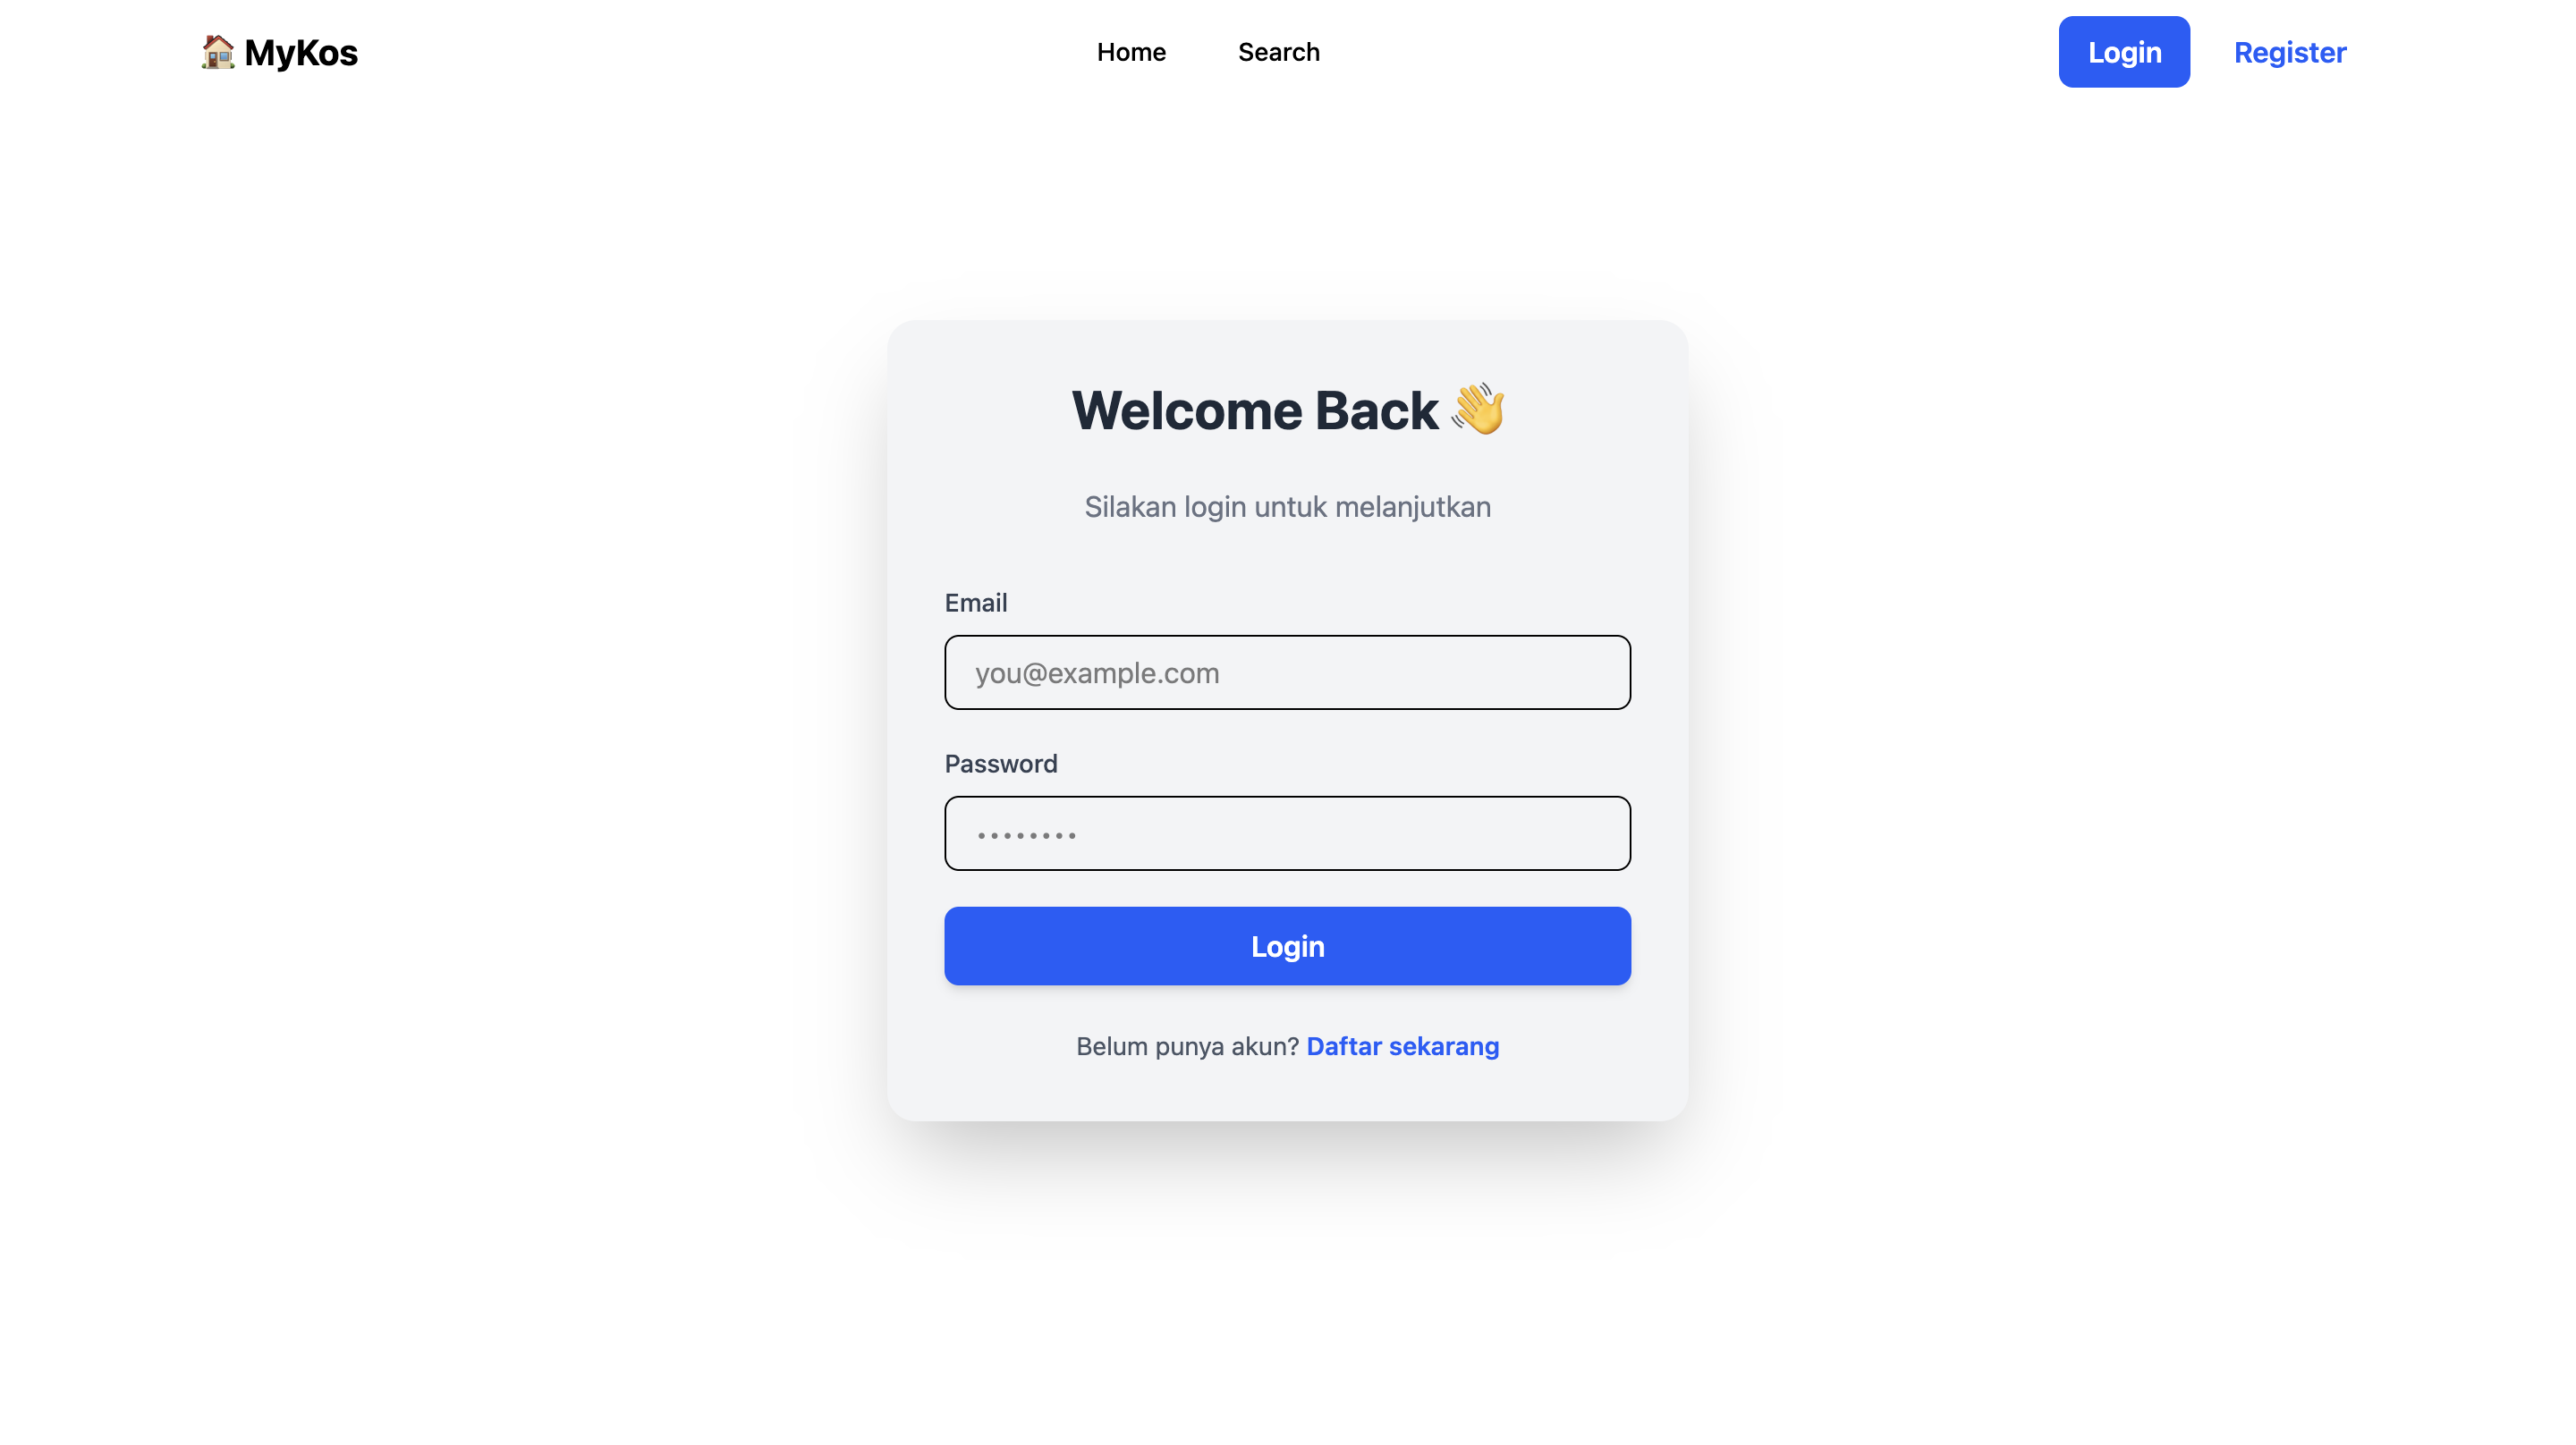 🏠 MyKos
Home
Search
Login
Register
Welcome Back 👋
Silakan login untuk melanjutkan
Email
you@example.com
Password
••••••••
Login
Belum punya akun? Daftar sekarang